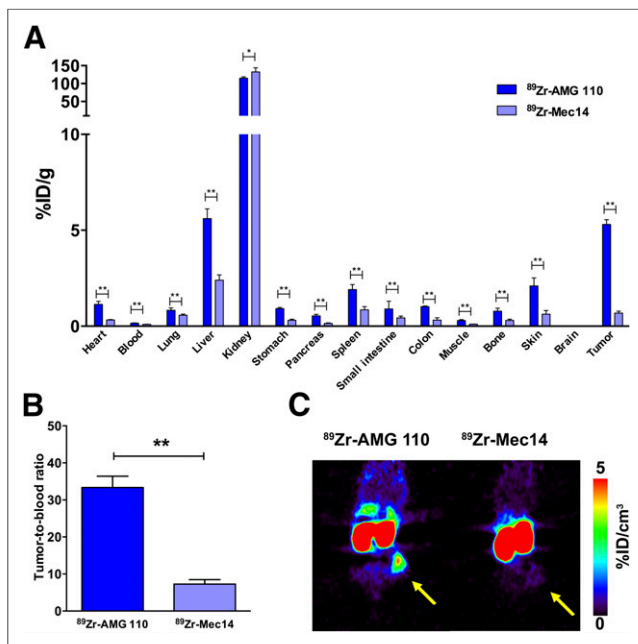 A
150
100
50
10
5
0
%ID/g
⁸⁹Zr-AMG 110
⁸⁹Zr-Mec14
**
**
**
**
*
**
**
**
**
**
**
**
**
**
Heart
Blood
Lung
Liver
Kidney
Stomach
Pancreas
Spleen
Small intestine
Colon
Muscle
Bone
Skin
Brain
Tumor
B
50
40
30
20
10
0
Tumor-to-blood ratio
**
⁸⁹Zr-AMG 110
⁸⁹Zr-Mec14
C
⁸⁹Zr-AMG 110
⁸⁹Zr-Mec14
5
0
%ID/cm³